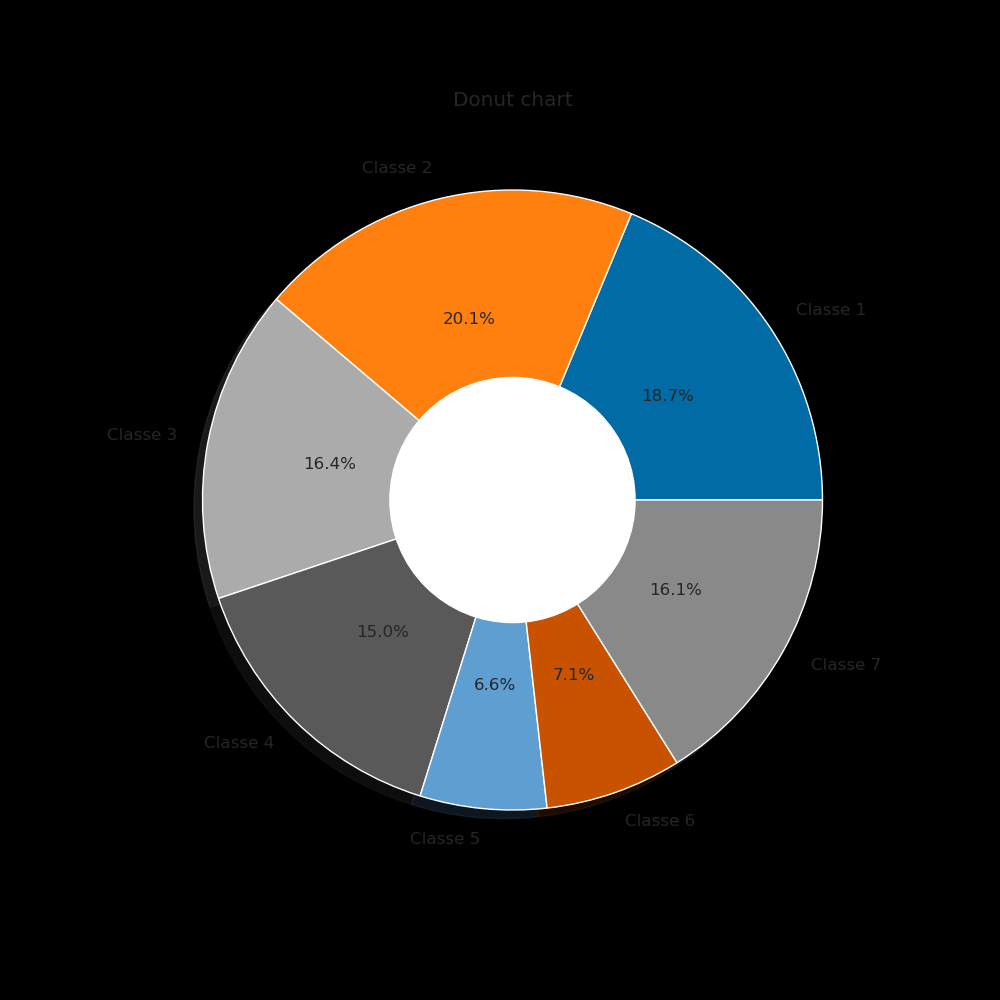 Donut chart
Classe 2
Classe 1
20.1%
18.7%
Classe 3
16.4%
16.1%
15.0%
Classe 7
7.1%
6.6%
Classe 4
Classe 6
Classe 5